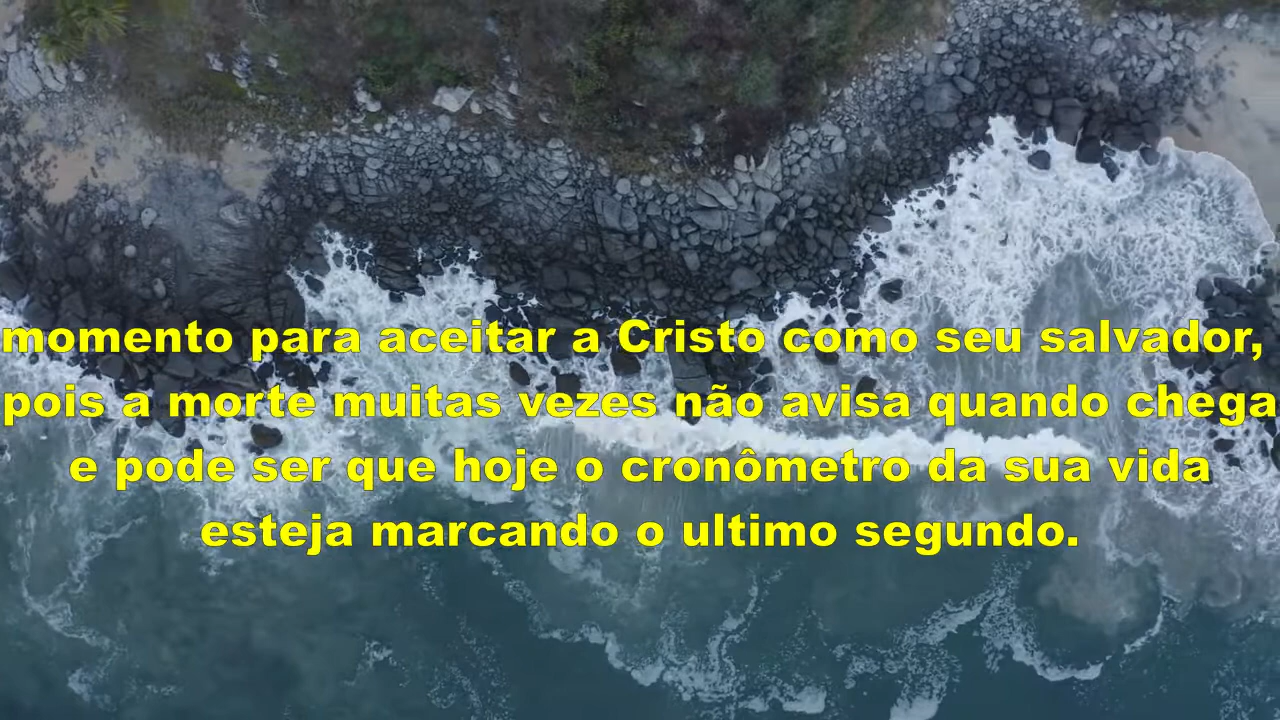 momento para aceitar a Cristo como seu salvador,
pois a morte muitas vezes não avisa quando chega
e pode ser que hoje o cronômetro da sua vida
esteja marcando o ultimo segundo.